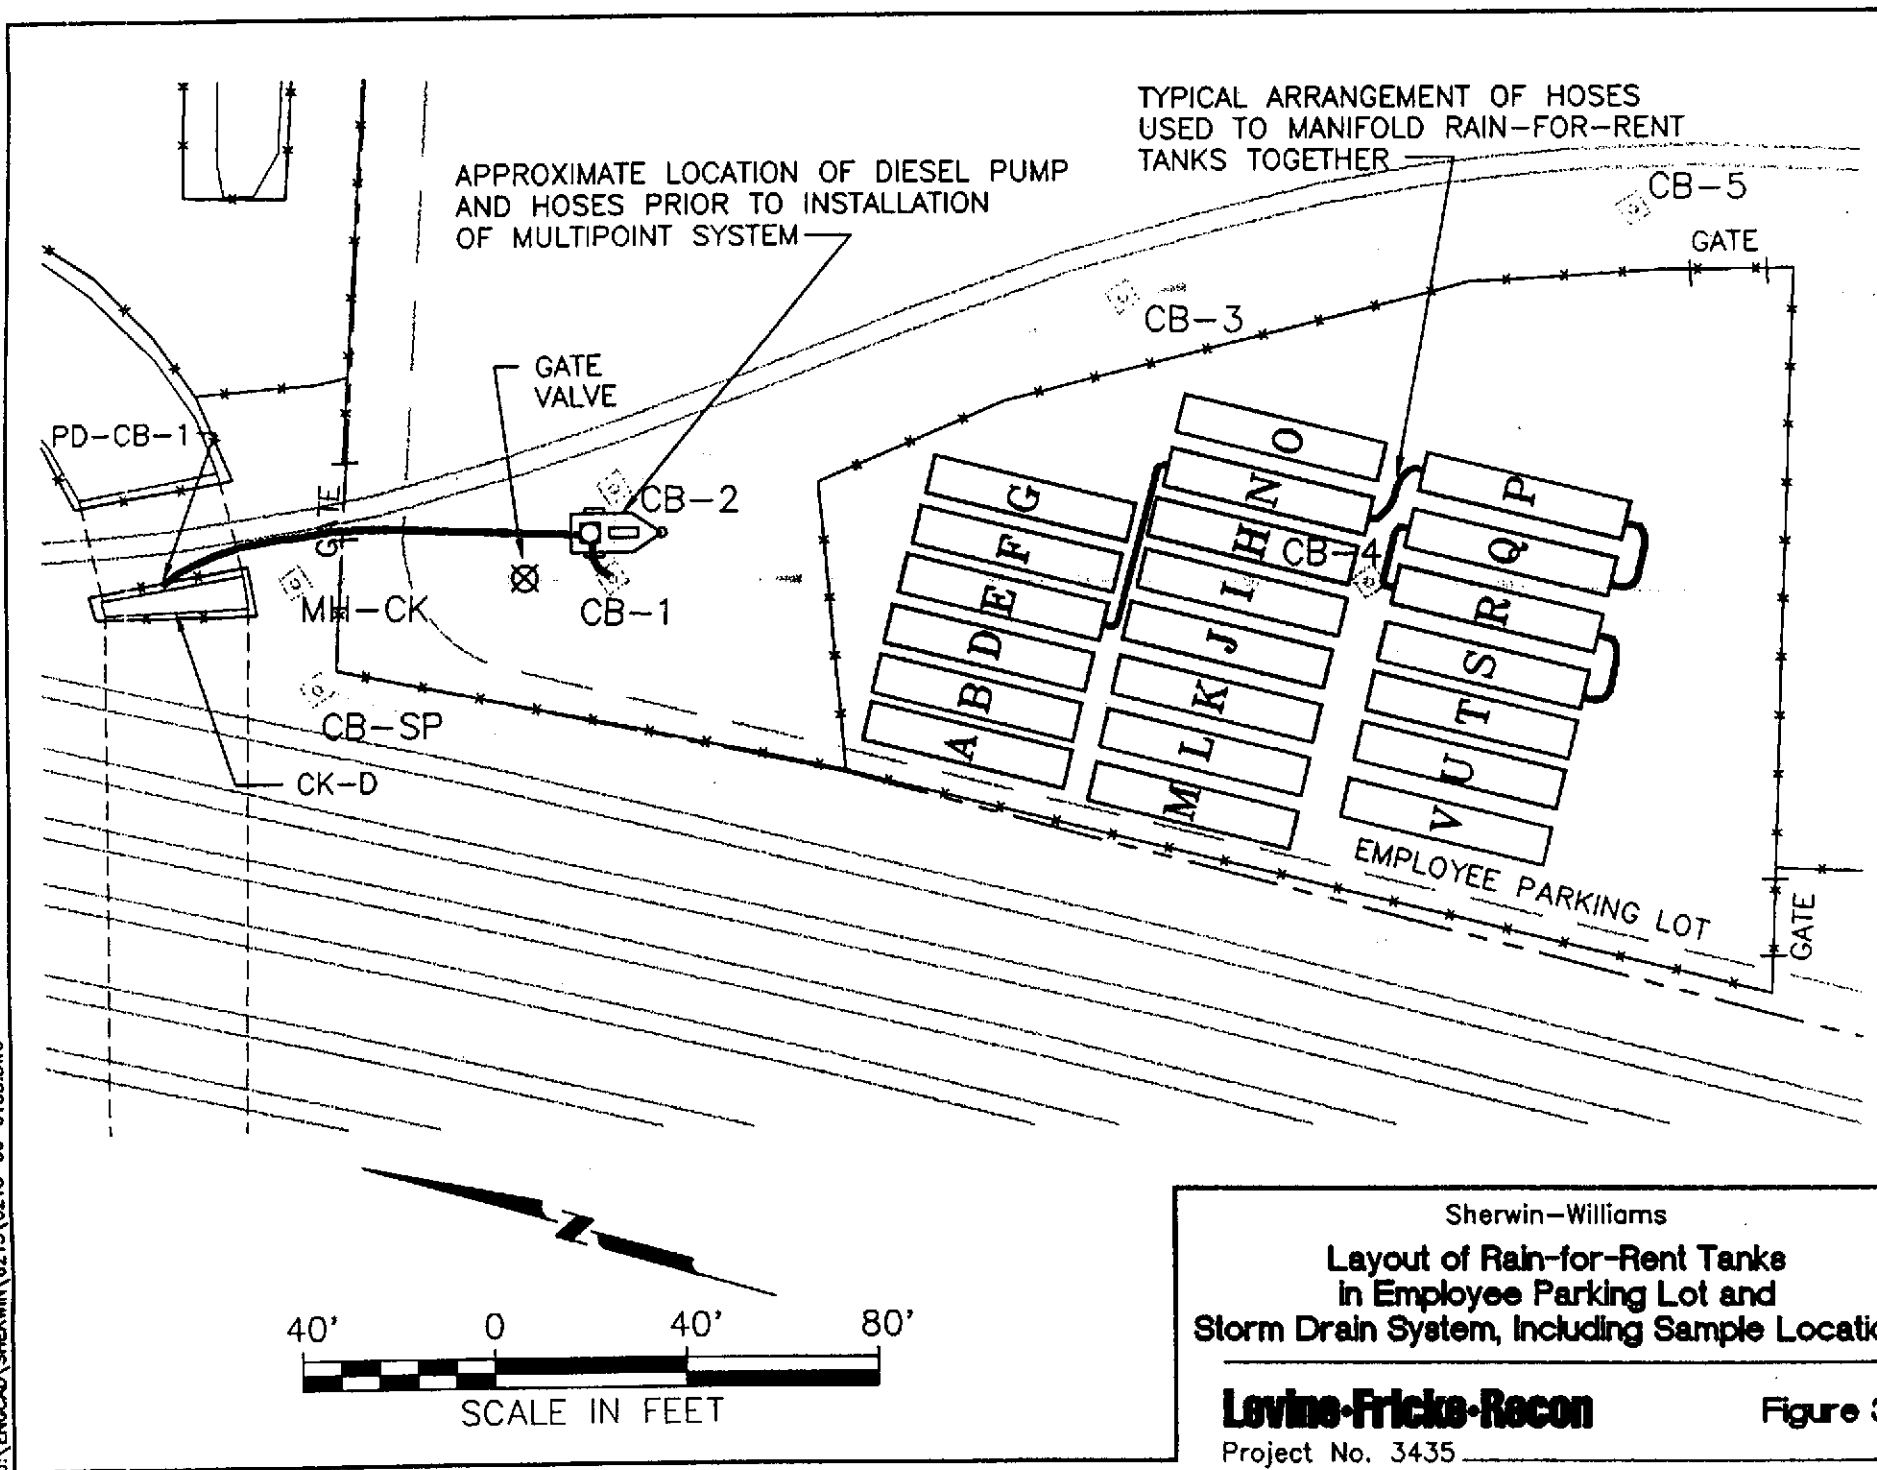 TYPICAL ARRANGEMENT OF HOSES
USED TO MANIFOLD RAIN-FOR-RENT
TANKS TOGETHER
APPROXIMATE LOCATION OF DIESEL PUMP
AND HOSES PRIOR TO INSTALLATION
OF MULTIPOINT SYSTEM
CB-5
GATE
CB-3
GATE
VALVE
PD-CB-1
GATE
CB-2
MH-CK
CB-1
CB-SP
CK-D
G
F
E
D
B
A
O
N
H
CB-4
I
J
K
L
M
P
Q
R
S
T
U
V
EMPLOYEE PARKING LOT
GATE
N
40' 0 40' 80'
SCALE IN FEET
Sherwin-Williams
Layout of Rain-for-Rent Tanks
in Employee Parking Lot and
Storm Drain System, Including Sample Locatio
Levine·Fricke·Recon
Figure 3
Project No. 3435